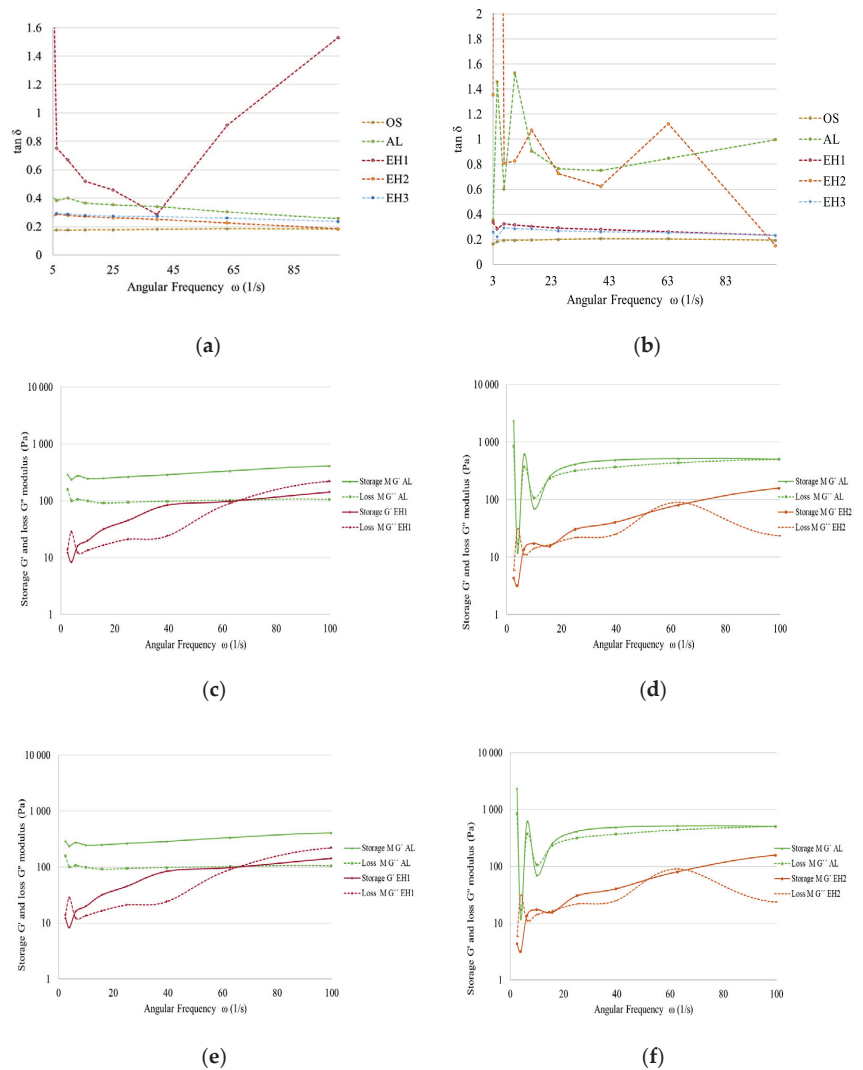 1.6
1.4
1.2
1
0.8
0.6
0.4
0.2
0
tan δ
5 25 45 65 85
Angular Frequency ω (1/s)
OS
AL
EH1
EH2
EH3
(a)
2
1.8
1.6
1.4
1.2
1
0.8
0.6
0.4
0.2
0
tan δ
3 23 43 63 83
Angular Frequency ω (1/s)
OS
AL
EH1
EH2
EH3
(b)
10 000
1 000
100
10
1
Storage G' and loss G'' modulus (Pa)
0 20 40 60 80 100
Angular Frequency ω (1/s)
Storage M G' AL
Loss M G'' AL
Storage G' EH1
Loss M G'' EH1
(c)
10 000
1 000
100
10
1
Storage G' and loss G'' modulus (Pa)
0 20 40 60 80 100
Angular Frequency ω (1/s)
Storage M G' AL
Loss M G'' AL
Storage M G' EH2
Loss M G'' EH2
(d)
10 000
1 000
100
10
1
Storage G' and loss G'' modulus (Pa)
0 20 40 60 80 100
Angular Frequency ω (1/s)
Storage M G' AL
Loss M G'' AL
Storage G' EH1
Loss M G'' EH1
(e)
10 000
1 000
100
10
1
Storage G' and loss G'' modulus (Pa)
0 20 40 60 80 100
Angular Frequency ω (1/s)
Storage M G' AL
Loss M G'' AL
Storage M G' EH2
Loss M G'' EH2
(f)